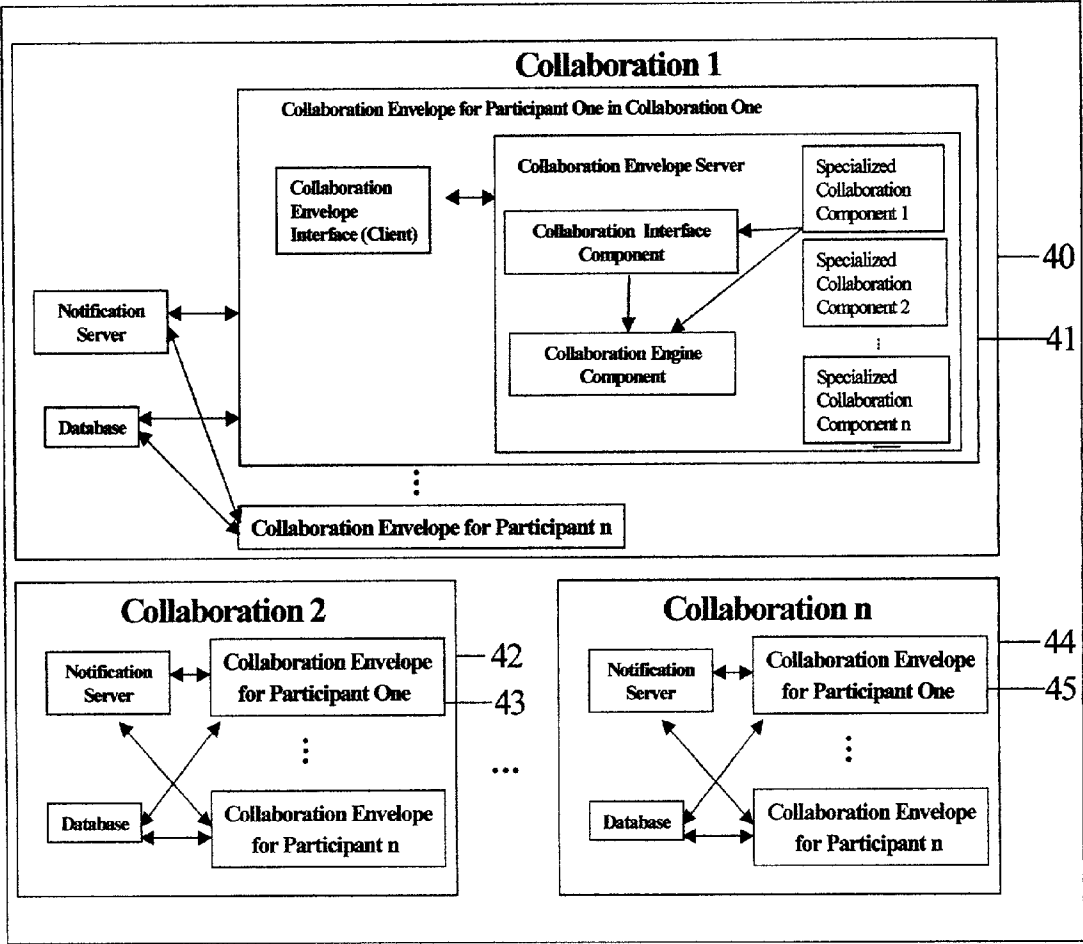 Collaboration 1
Collaboration Envelope for Participant One in Collaboration One
Collaboration
Envelope
Interface (Client)
Collaboration Envelope Server
Specialized
Collaboration
Component 1
Collaboration Interface
Component
Specialized
Collaboration
Component 2
Collaboration Engine
Component
Specialized
Collaboration
Component n
Notification
Server
Database
Collaboration Envelope for Participant n
40
41
Collaboration 2
Notification
Server
Collaboration Envelope
for Participant One
Database
Collaboration Envelope
for Participant n
42
43
...
Collaboration n
Notification
Server
Collaboration Envelope
for Participant One
Database
Collaboration Envelope
for Participant n
44
45